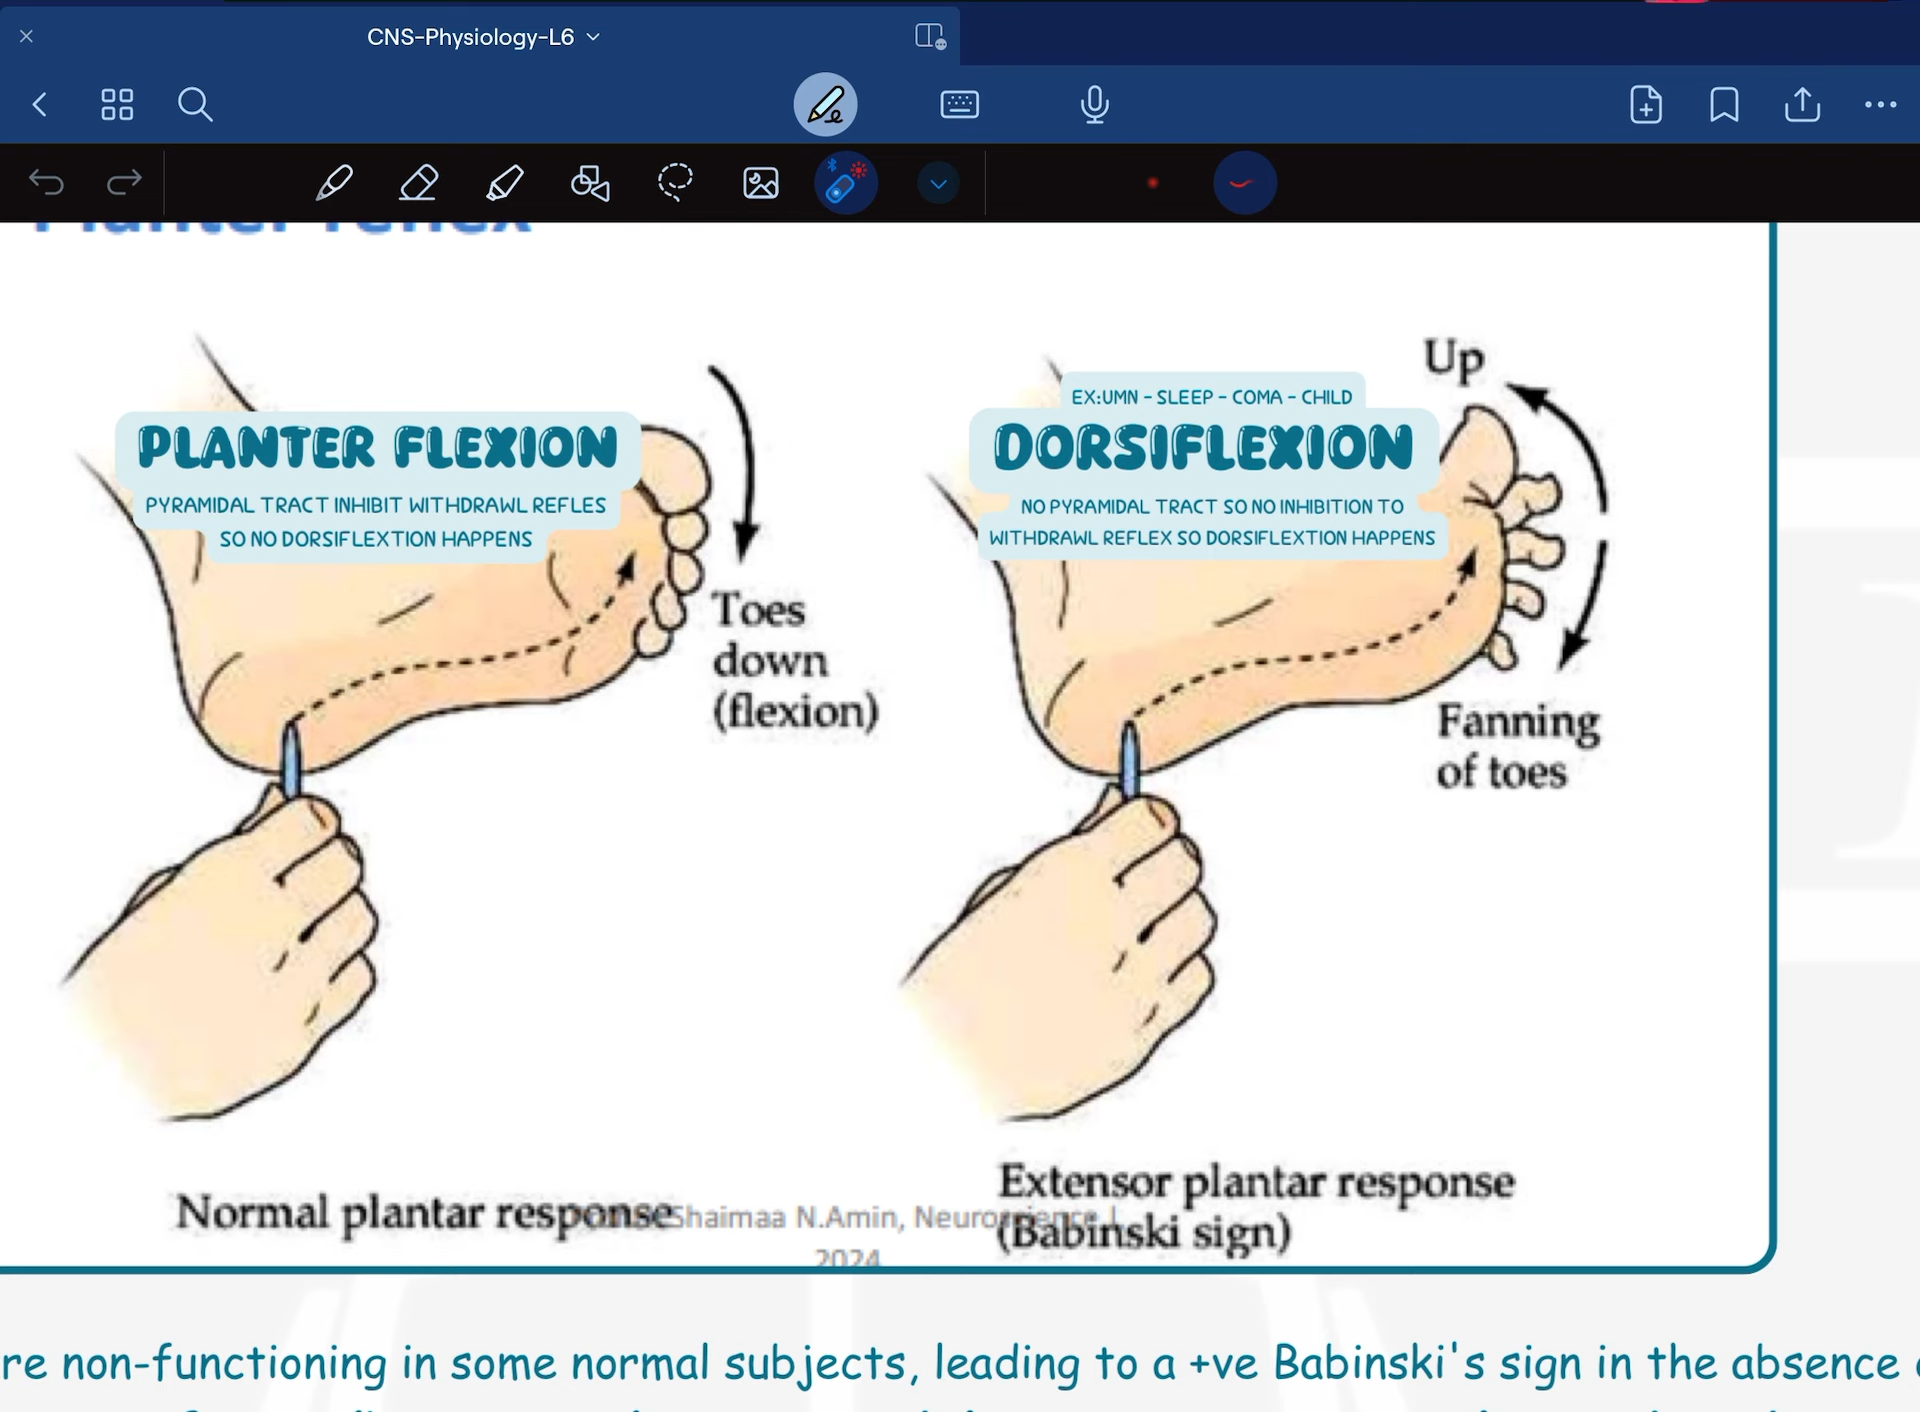 CNS-Physiology-L6
Planter reflex
Up
EX:UMN - SLEEP - COMA - CHILD
PLANTER FLEXION
DORSIFLEXION
PYRAMIDAL TRACT INHIBIT WITHDRAWL REFLES
SO NO DORSIFLEXTION HAPPENS
NO PYRAMIDAL TRACT SO NO INHIBITION TO
WITHDRAWL REFLEX SO DORSIFLEXTION HAPPENS
Toes
down
(flexion)
Fanning
of toes
Normal plantar response
Shaimaa N.Amin, Neuroscience L
2024
Extensor plantar response
(Babinski sign)
re non-functioning in some normal subjects, leading to a +ve Babinski's sign in the absence